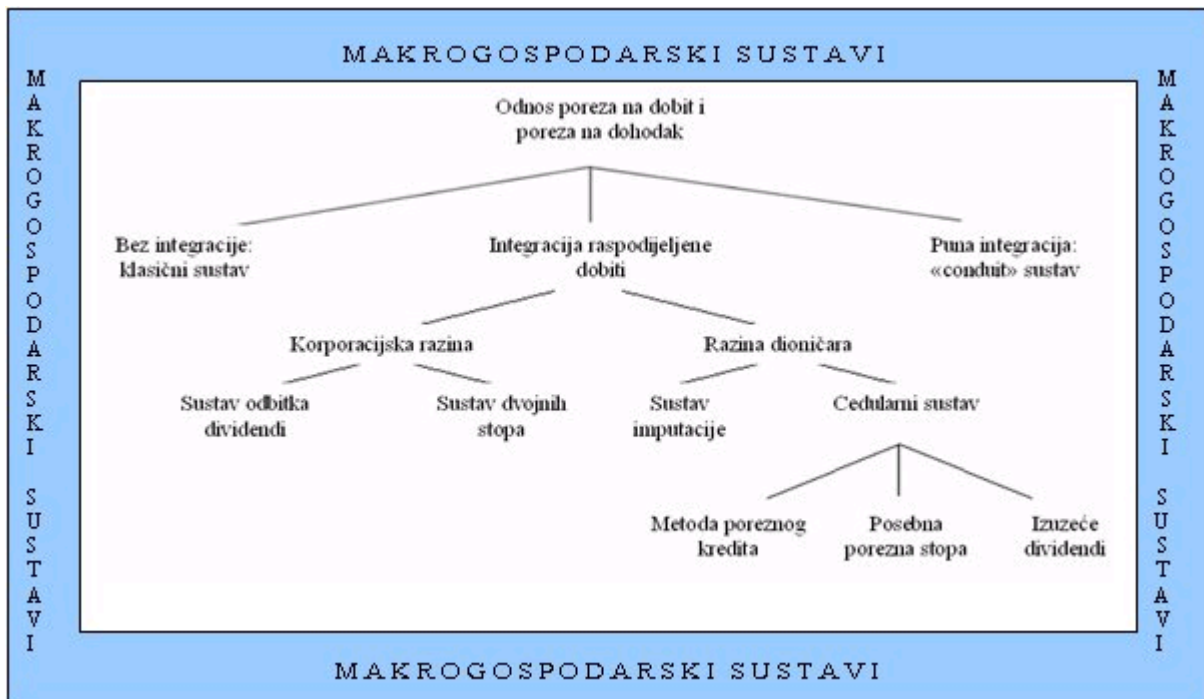 MAKROGOSPODARSKI SUSTAVI
MAKROGOSPODARSKI SUSTAVI
MAKROGOSPODARSKI SUSTAVI
Odnos poreza na dobit i
poreza na dohodak
Bez integracije:
klasični sustav
Integracija raspodijeljene
dobiti
Puna integracija:
«conduit» sustav
Korporacijska razina
Razina dioničara
Sustav odbitka
dividendi
Sustav dvojnih
stopa
Sustav
imputacije
Cedularni sustav
Metoda poreznog
kredita
Posebna
porezna stopa
Izuzeće
dividendi
MAKROGOSPODARSKI SUSTAVI